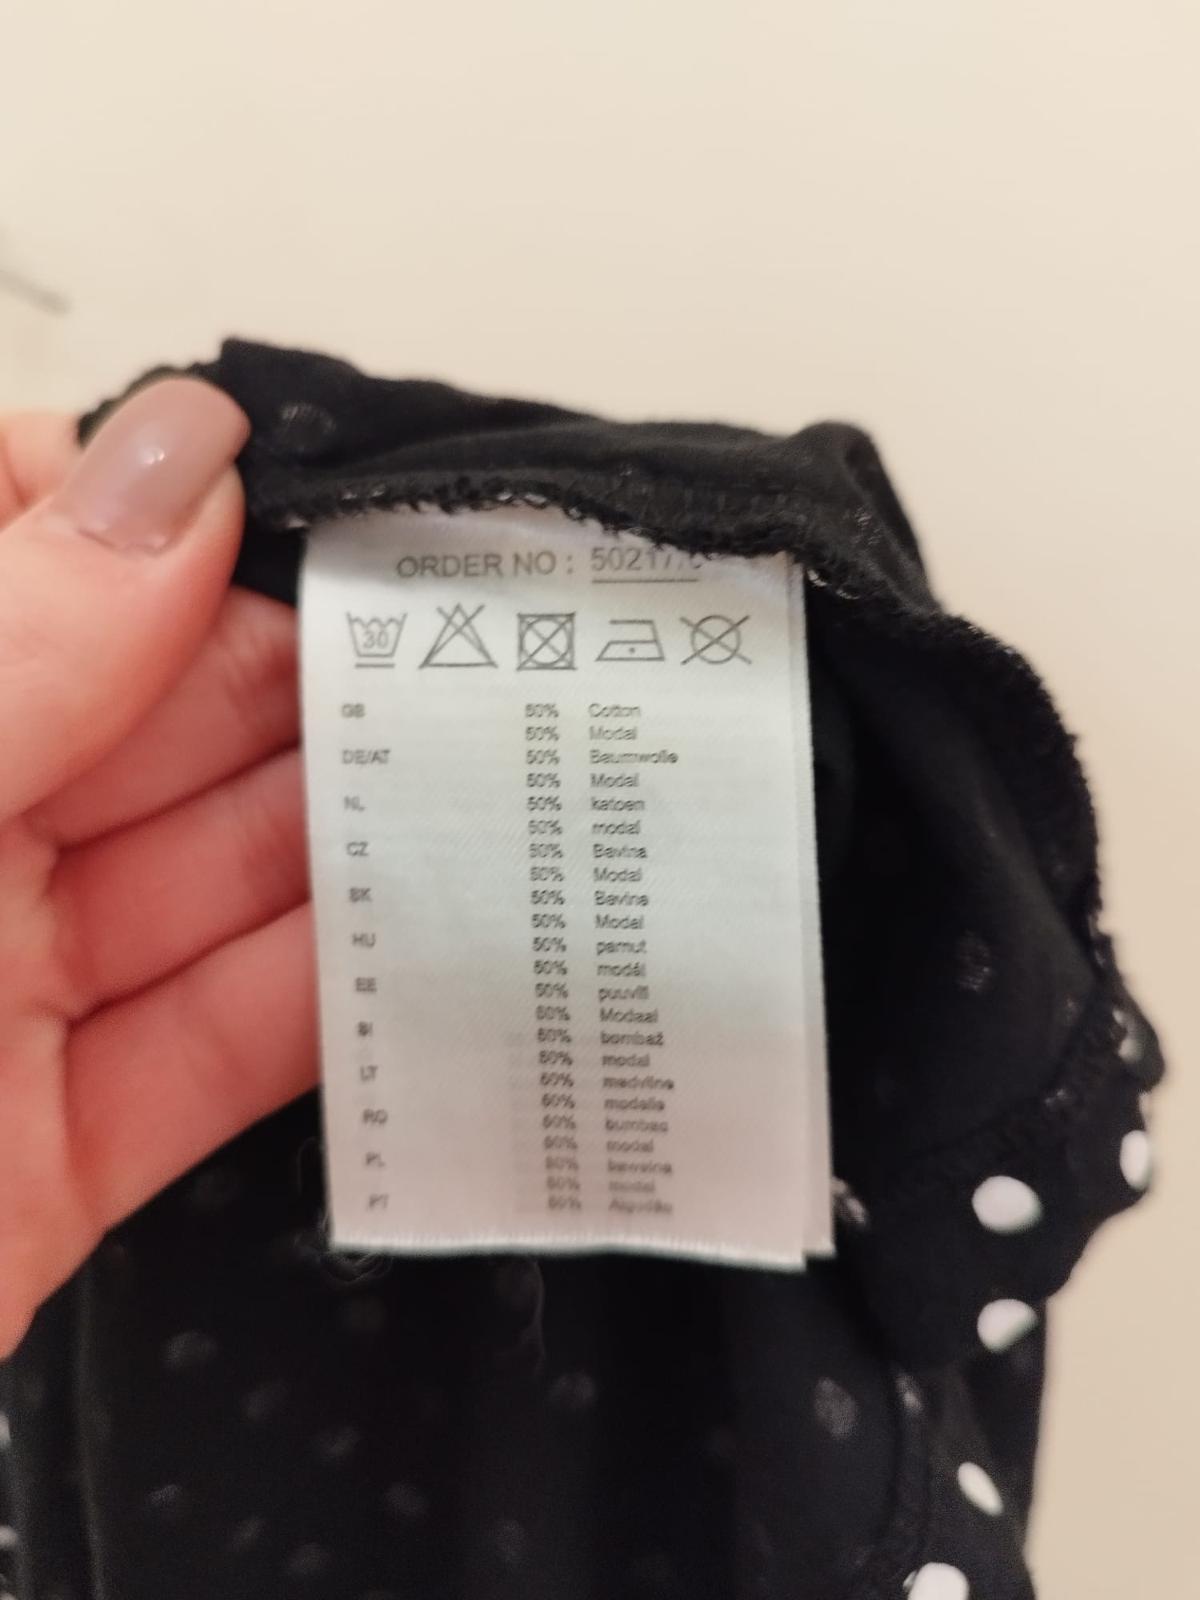 ORDER NO : 50217
30
GB 50% Cotton
50% Modal
DE/AT 50% Baumwolle
50% Modal
NL 50% katoen
50% modal
CZ 50% Bavlna
50% Modal
SK 50% Bavlna
50% Modal
HU 50% pamut
50% modál
EE 50% puuvill
50% Modaal
SI 50% bombaž
50% modal
LT 50% medvilnė
50% modalis
RO 50% bumbac
50% modal
PL 50% bawełna
50% modal
PT 50% Algodão